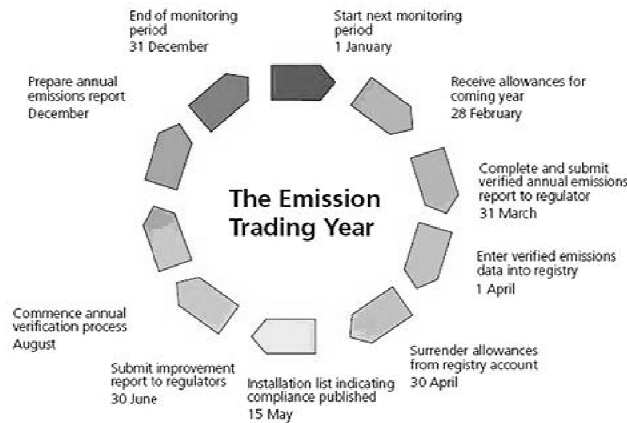 End of monitoring
period
31 December
Start next monitoring
period
1 January
Receive allowances for
coming year
28 February
Complete and submit
verified annual emissions
report to regulator
31 March
Enter verified emissions
data into registry
1 April
Surrender allowances
from registry account
30 April
Installation list indicating
compliance published
15 May
Submit improvement
report to regulators
30 June
Commence annual
verification process
August
Prepare annual
emissions report
December
The Emission
Trading Year